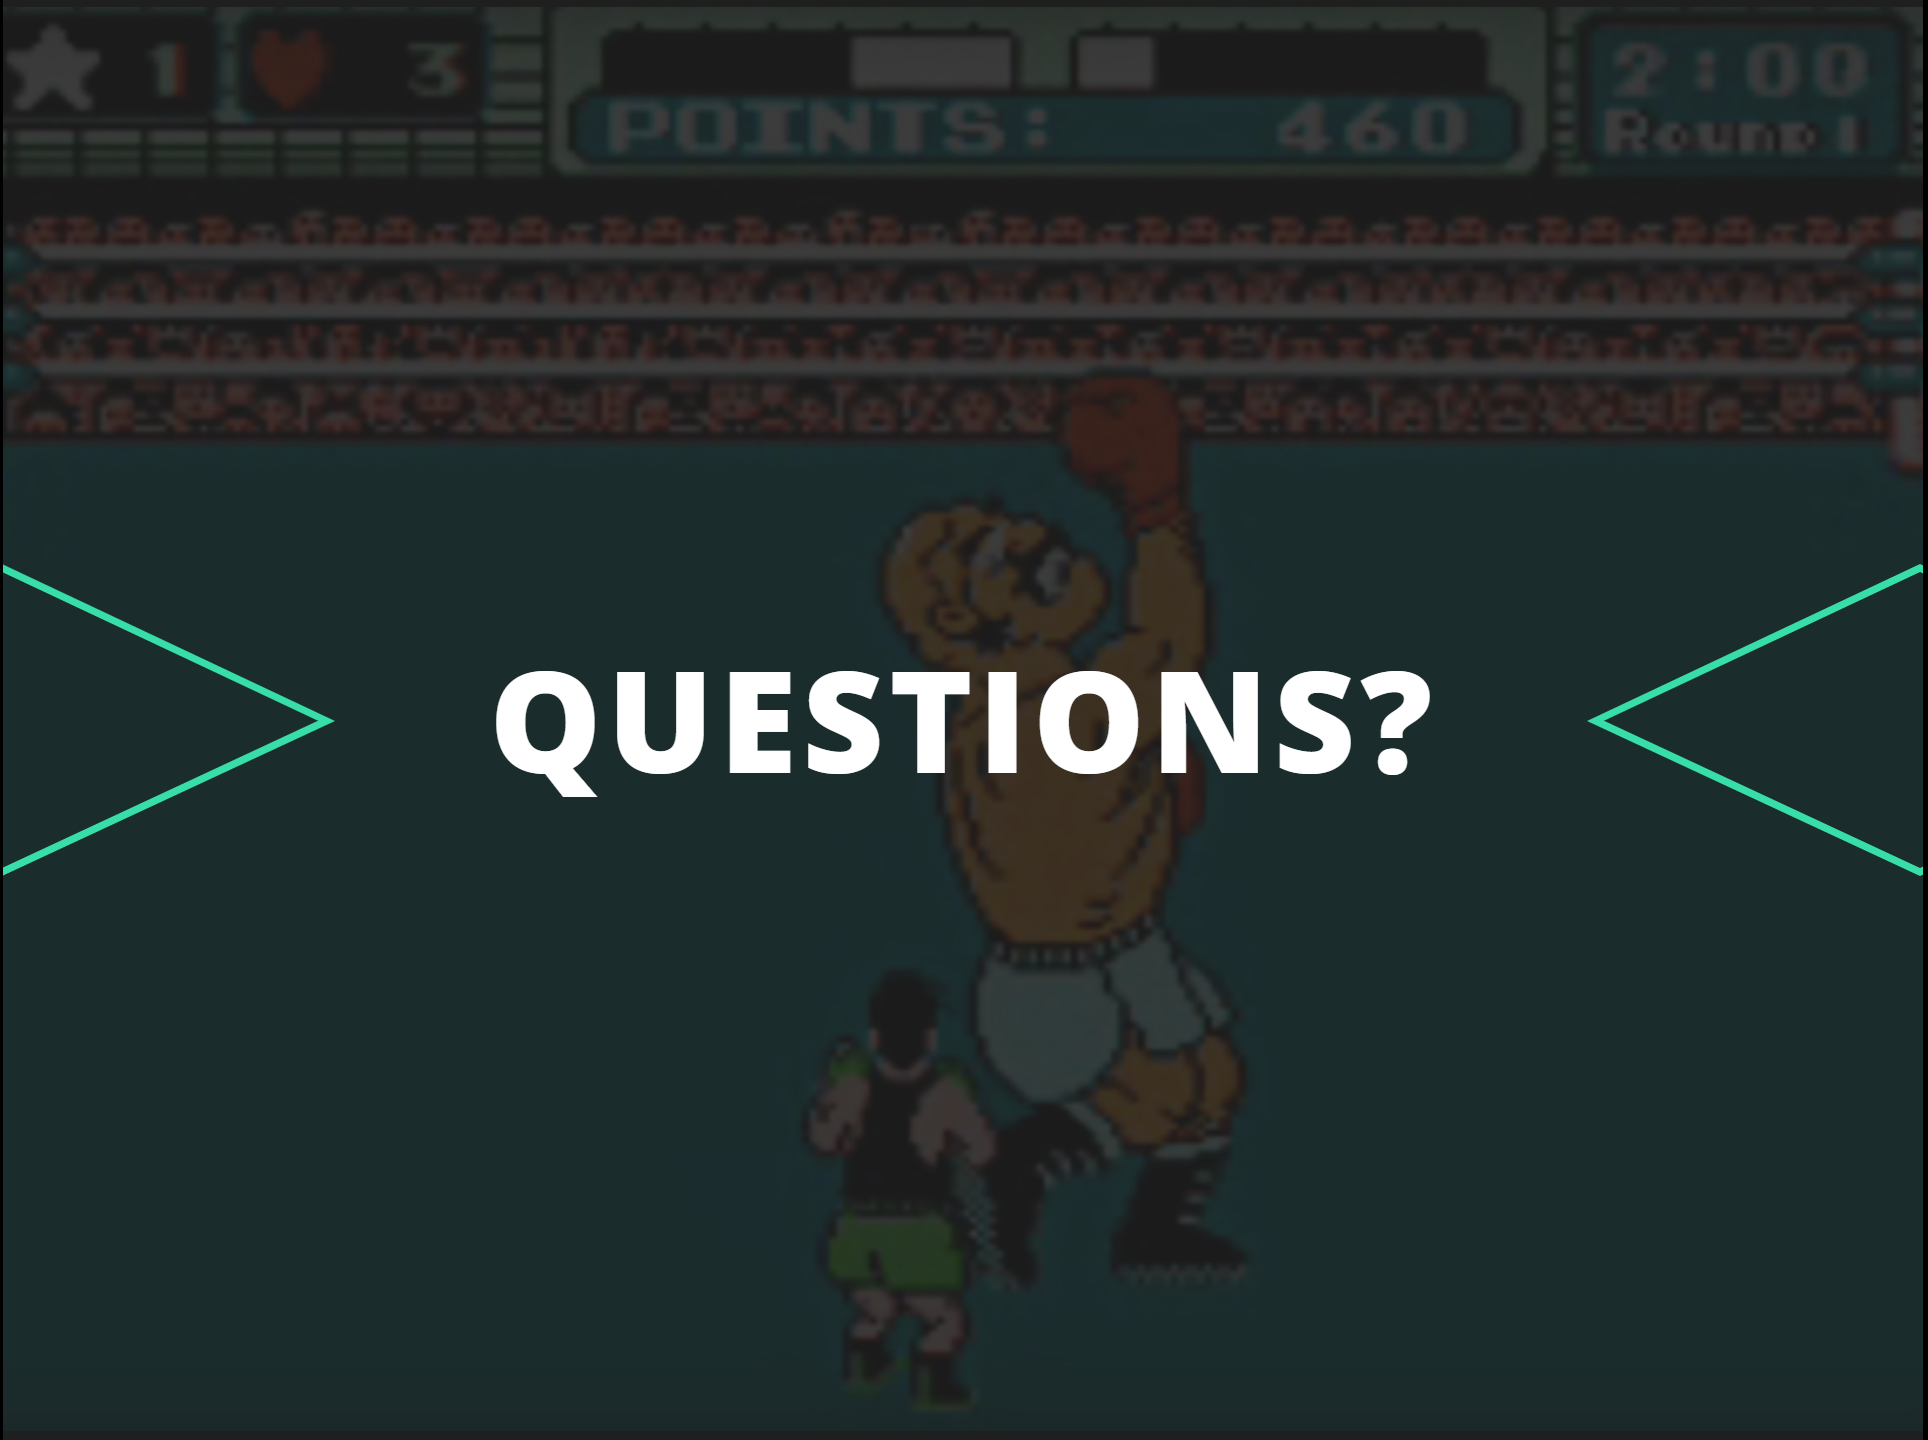 1 3
POINTS: 460
2:00
Round 1
QUESTIONS?